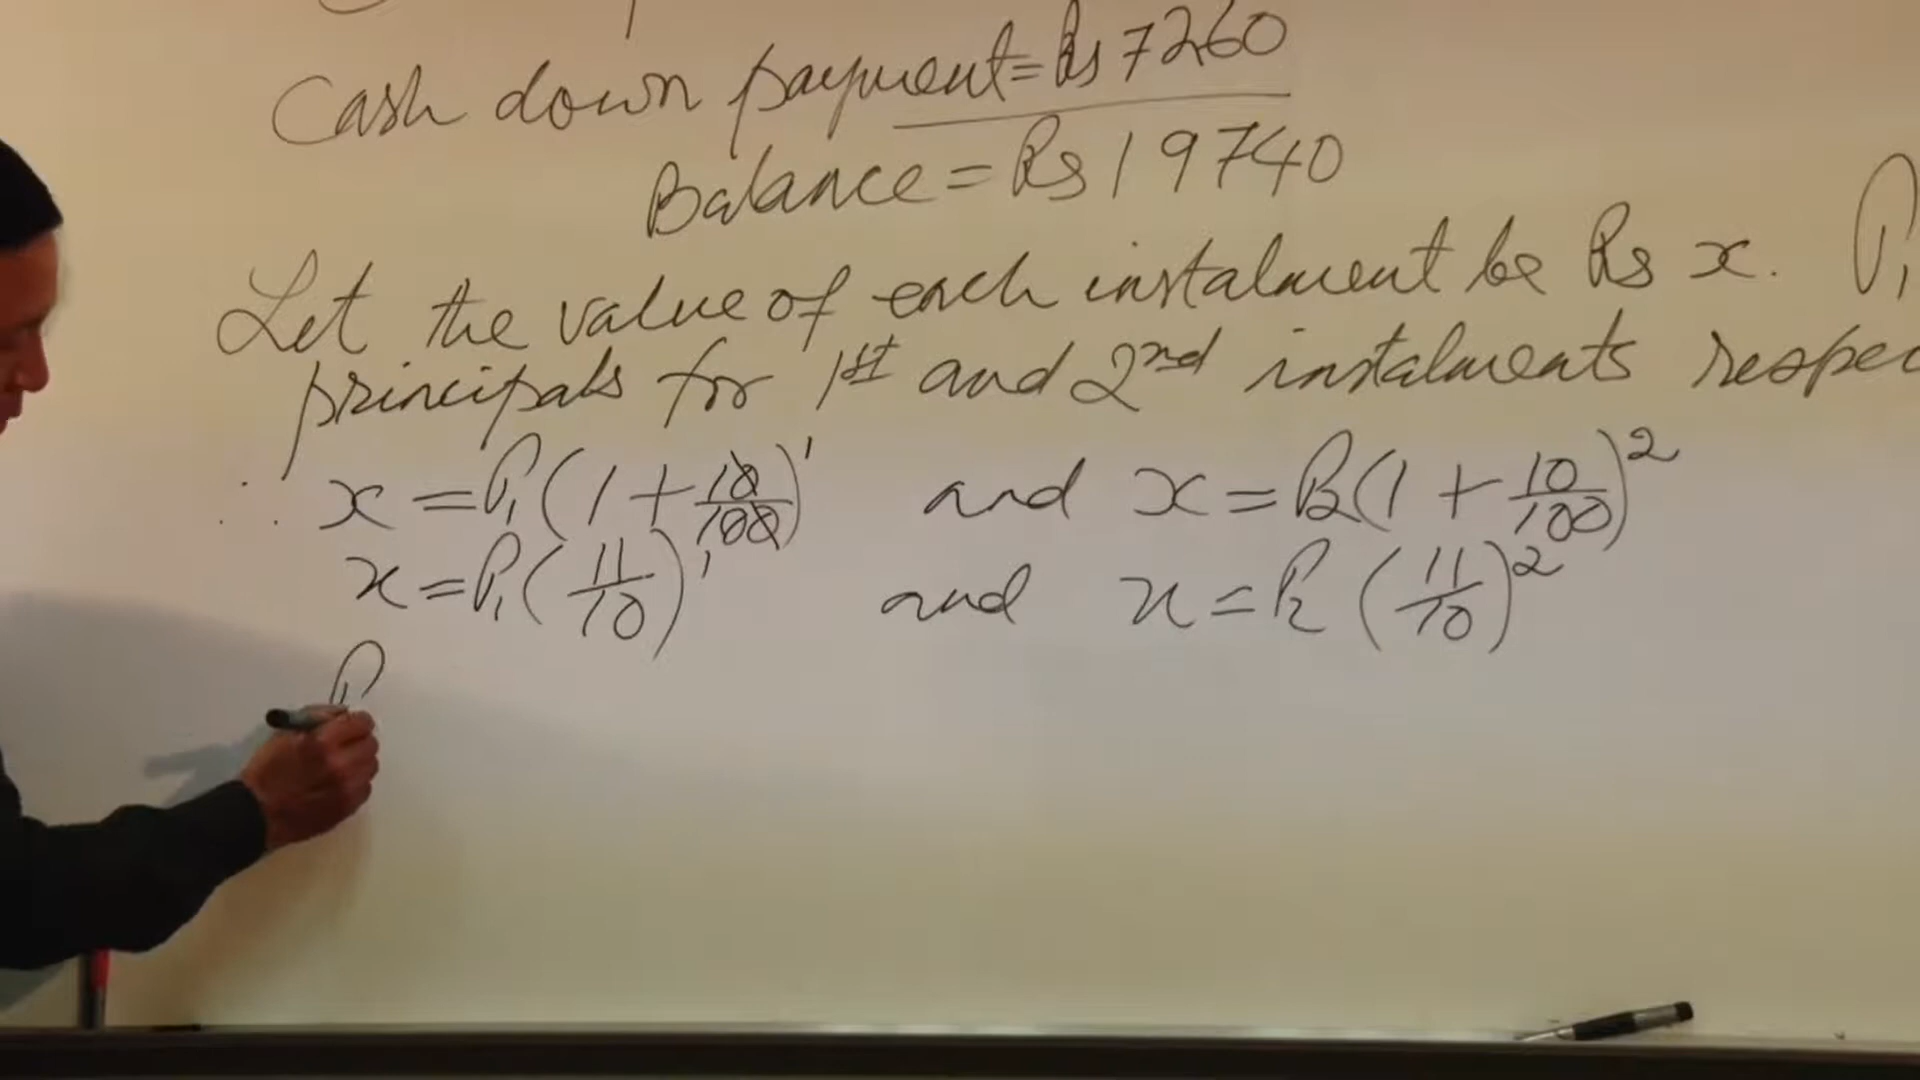 Cash down payment = Rs 7260
Balance = Rs 19740
Let the value of each instalment be Rs x. P₁
principals for 1st and 2nd instalments respec
∴ x = P₁(1 + 10/100)¹ and x = P₂(1 + 10/100)²
x = P₁(11/10)¹ and x = P₂(11/10)²
P